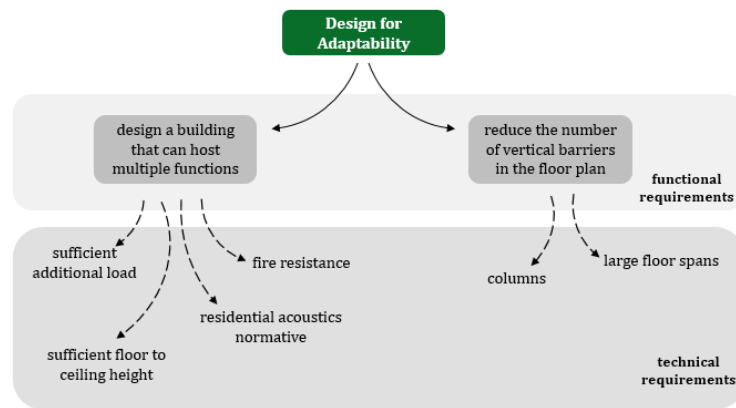 Design for
Adaptability
design a building
that can host
multiple functions
reduce the number
of vertical barriers
in the floor plan
functional
requirements
sufficient
additional load
fire resistance
columns
large floor spans
residential acoustics
normative
sufficient floor to
ceiling height
technical
requirements